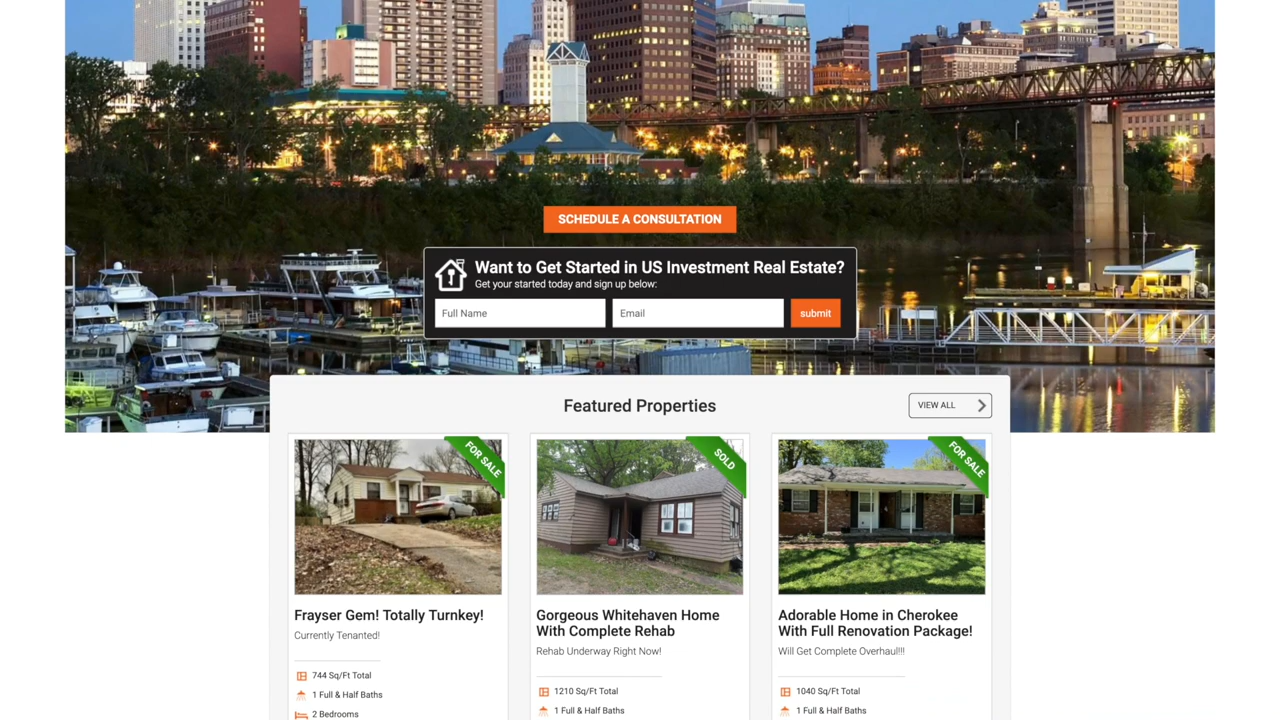 SCHEDULE A CONSULTATION
Want to Get Started in US Investment Real Estate?
Get your started today and sign up below:
Full Name
Email
submit
Featured Properties
VIEW ALL
FOR SALE
Frayser Gem! Totally Turnkey!
Currently Tenanted!
744 Sq/Ft Total
1 Full & Half Baths
2 Bedrooms
SOLD
Gorgeous Whitehaven Home
With Complete Rehab
Rehab Underway Right Now!
1210 Sq/Ft Total
1 Full & Half Baths
FOR SALE
Adorable Home in Cherokee
With Full Renovation Package!
Will Get Complete Overhaul!!!
1040 Sq/Ft Total
1 Full & Half Baths